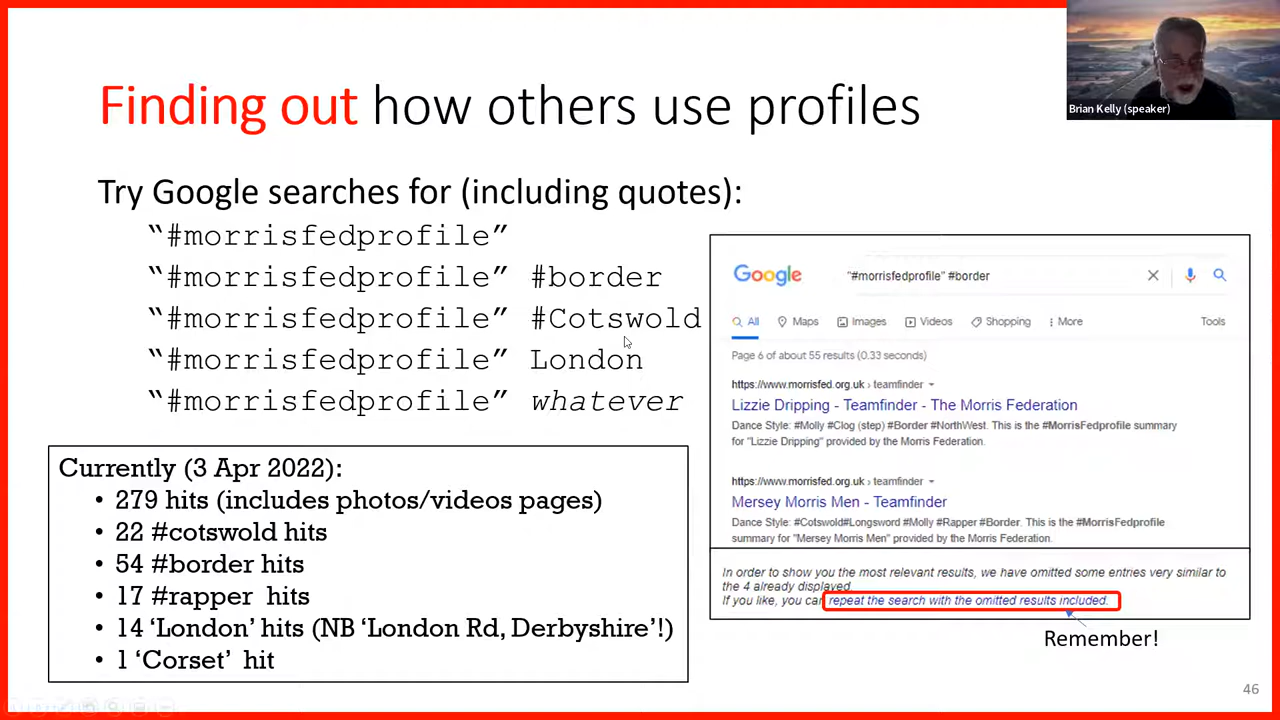 Brian Kelly (speaker)
Finding out how others use profiles
Try Google searches for (including quotes):
“#morrisfedprofile”
“#morrisfedprofile” #border
“#morrisfedprofile” #Cotswold
“#morrisfedprofile” London
“#morrisfedprofile” whatever
Currently (3 Apr 2022):
• 279 hits (includes photos/videos pages)
• 22 #cotswold hits
• 54 #border hits
• 17 #rapper hits
• 14 ‘London’ hits (NB ‘London Rd, Derbyshire’!)
• 1 ‘Corset’ hit
Google
"#morrisfedprofile" #border
All Maps Images Videos Shopping More Tools
Page 6 of about 55 results (0.33 seconds)
https://www.morrisfed.org.uk › teamfinder
Lizzie Dripping - Teamfinder - The Morris Federation
Dance Style: #Molly #Clog (step) #Border #NorthWest. This is the #MorrisFedprofile summary
for "Lizzie Dripping" provided by the Morris Federation.
https://www.morrisfed.org.uk › teamfinder
Mersey Morris Men - Teamfinder
Dance Style: #Cotswold#Longsword #Molly #Rapper #Border. This is the #MorrisFedprofile
summary for "Mersey Morris Men" provided by the Morris Federation.
In order to show you the most relevant results, we have omitted some entries very similar to
the 4 already displayed.
If you like, you can repeat the search with the omitted results included.
Remember!
46